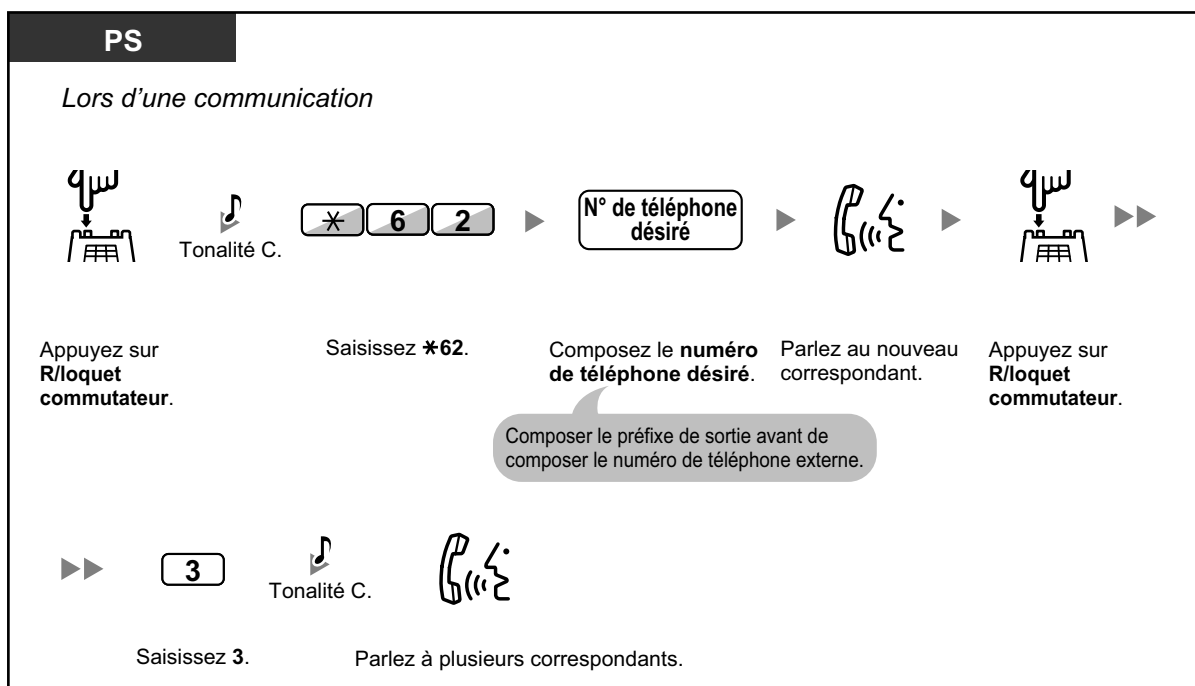 PS
Lors d'une communication
Tonalité C.
* 6 2
N° de téléphone
désiré
Appuyez sur
R/loquet
commutateur.
Saisissez *62.
Composez le numéro
de téléphone désiré.
Parlez au nouveau
correspondant.
Appuyez sur
R/loquet
commutateur.
Composer le préfixe de sortie avant de
composer le numéro de téléphone externe.
3
Tonalité C.
Saisissez 3.
Parlez à plusieurs correspondants.